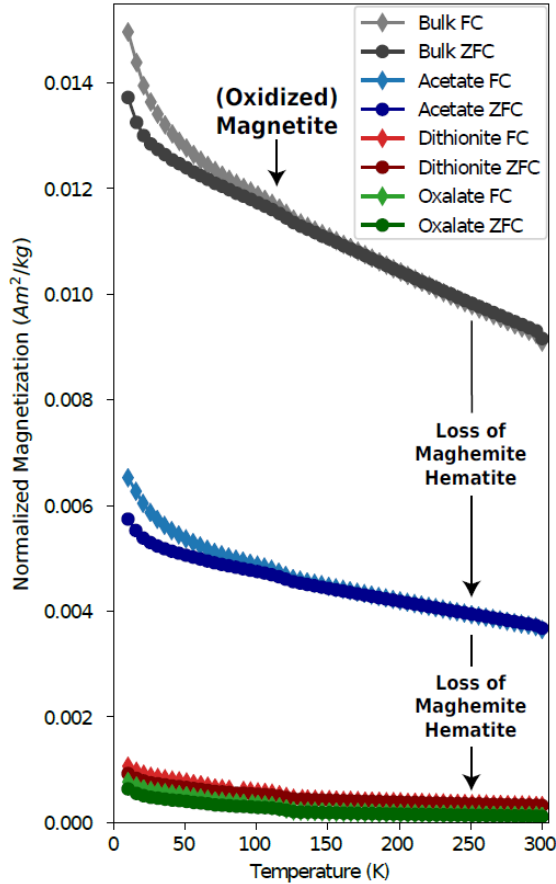 Bulk FC
Bulk ZFC
Acetate FC
Acetate ZFC
Dithionite FC
Dithionite ZFC
Oxalate FC
Oxalate ZFC
(Oxidized)
Magnetite
Loss of
Maghemite
Hematite
Loss of
Maghemite
Hematite
Normalized Magnetization (Am²/kg)
0.014
0.012
0.010
0.008
0.006
0.004
0.002
0.000
0 50 100 150 200 250 300
Temperature (K)